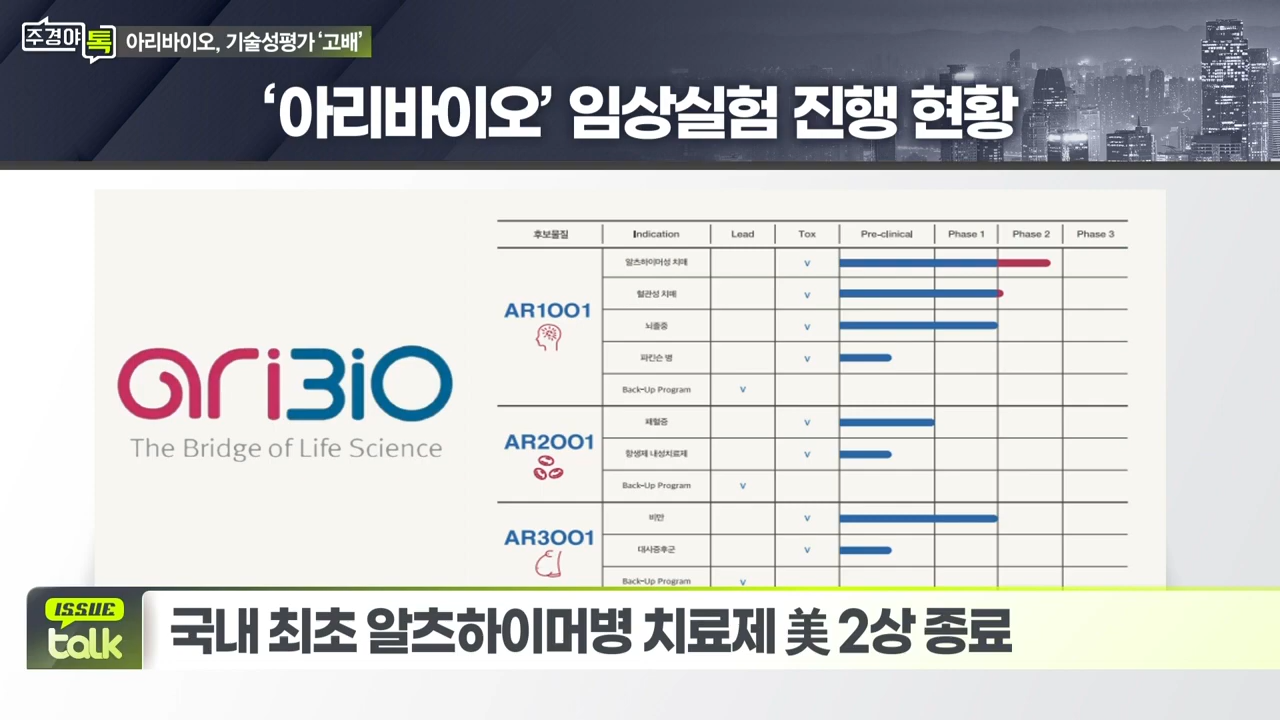 주경야톡
아리바이오, 기술성평가 ‘고배’
‘아리바이오’ 임상실험 진행 현황
ariBiO
The Bridge of Life Science
후보물질 Indication Lead Tox Pre-clinical Phase 1 Phase 2 Phase 3
AR1001
알츠하이머성 치매 v
혈관성 치매 v
뇌졸중 v
파킨슨 병 v
Back-Up Program v
AR2001
패혈증 v
항생제 내성치료제 v
Back-Up Program v
AR3001
비만 v
대사증후군 v
Back-Up Program v
ISSUE
talk
국내 최초 알츠하이머병 치료제 美 2상 종료